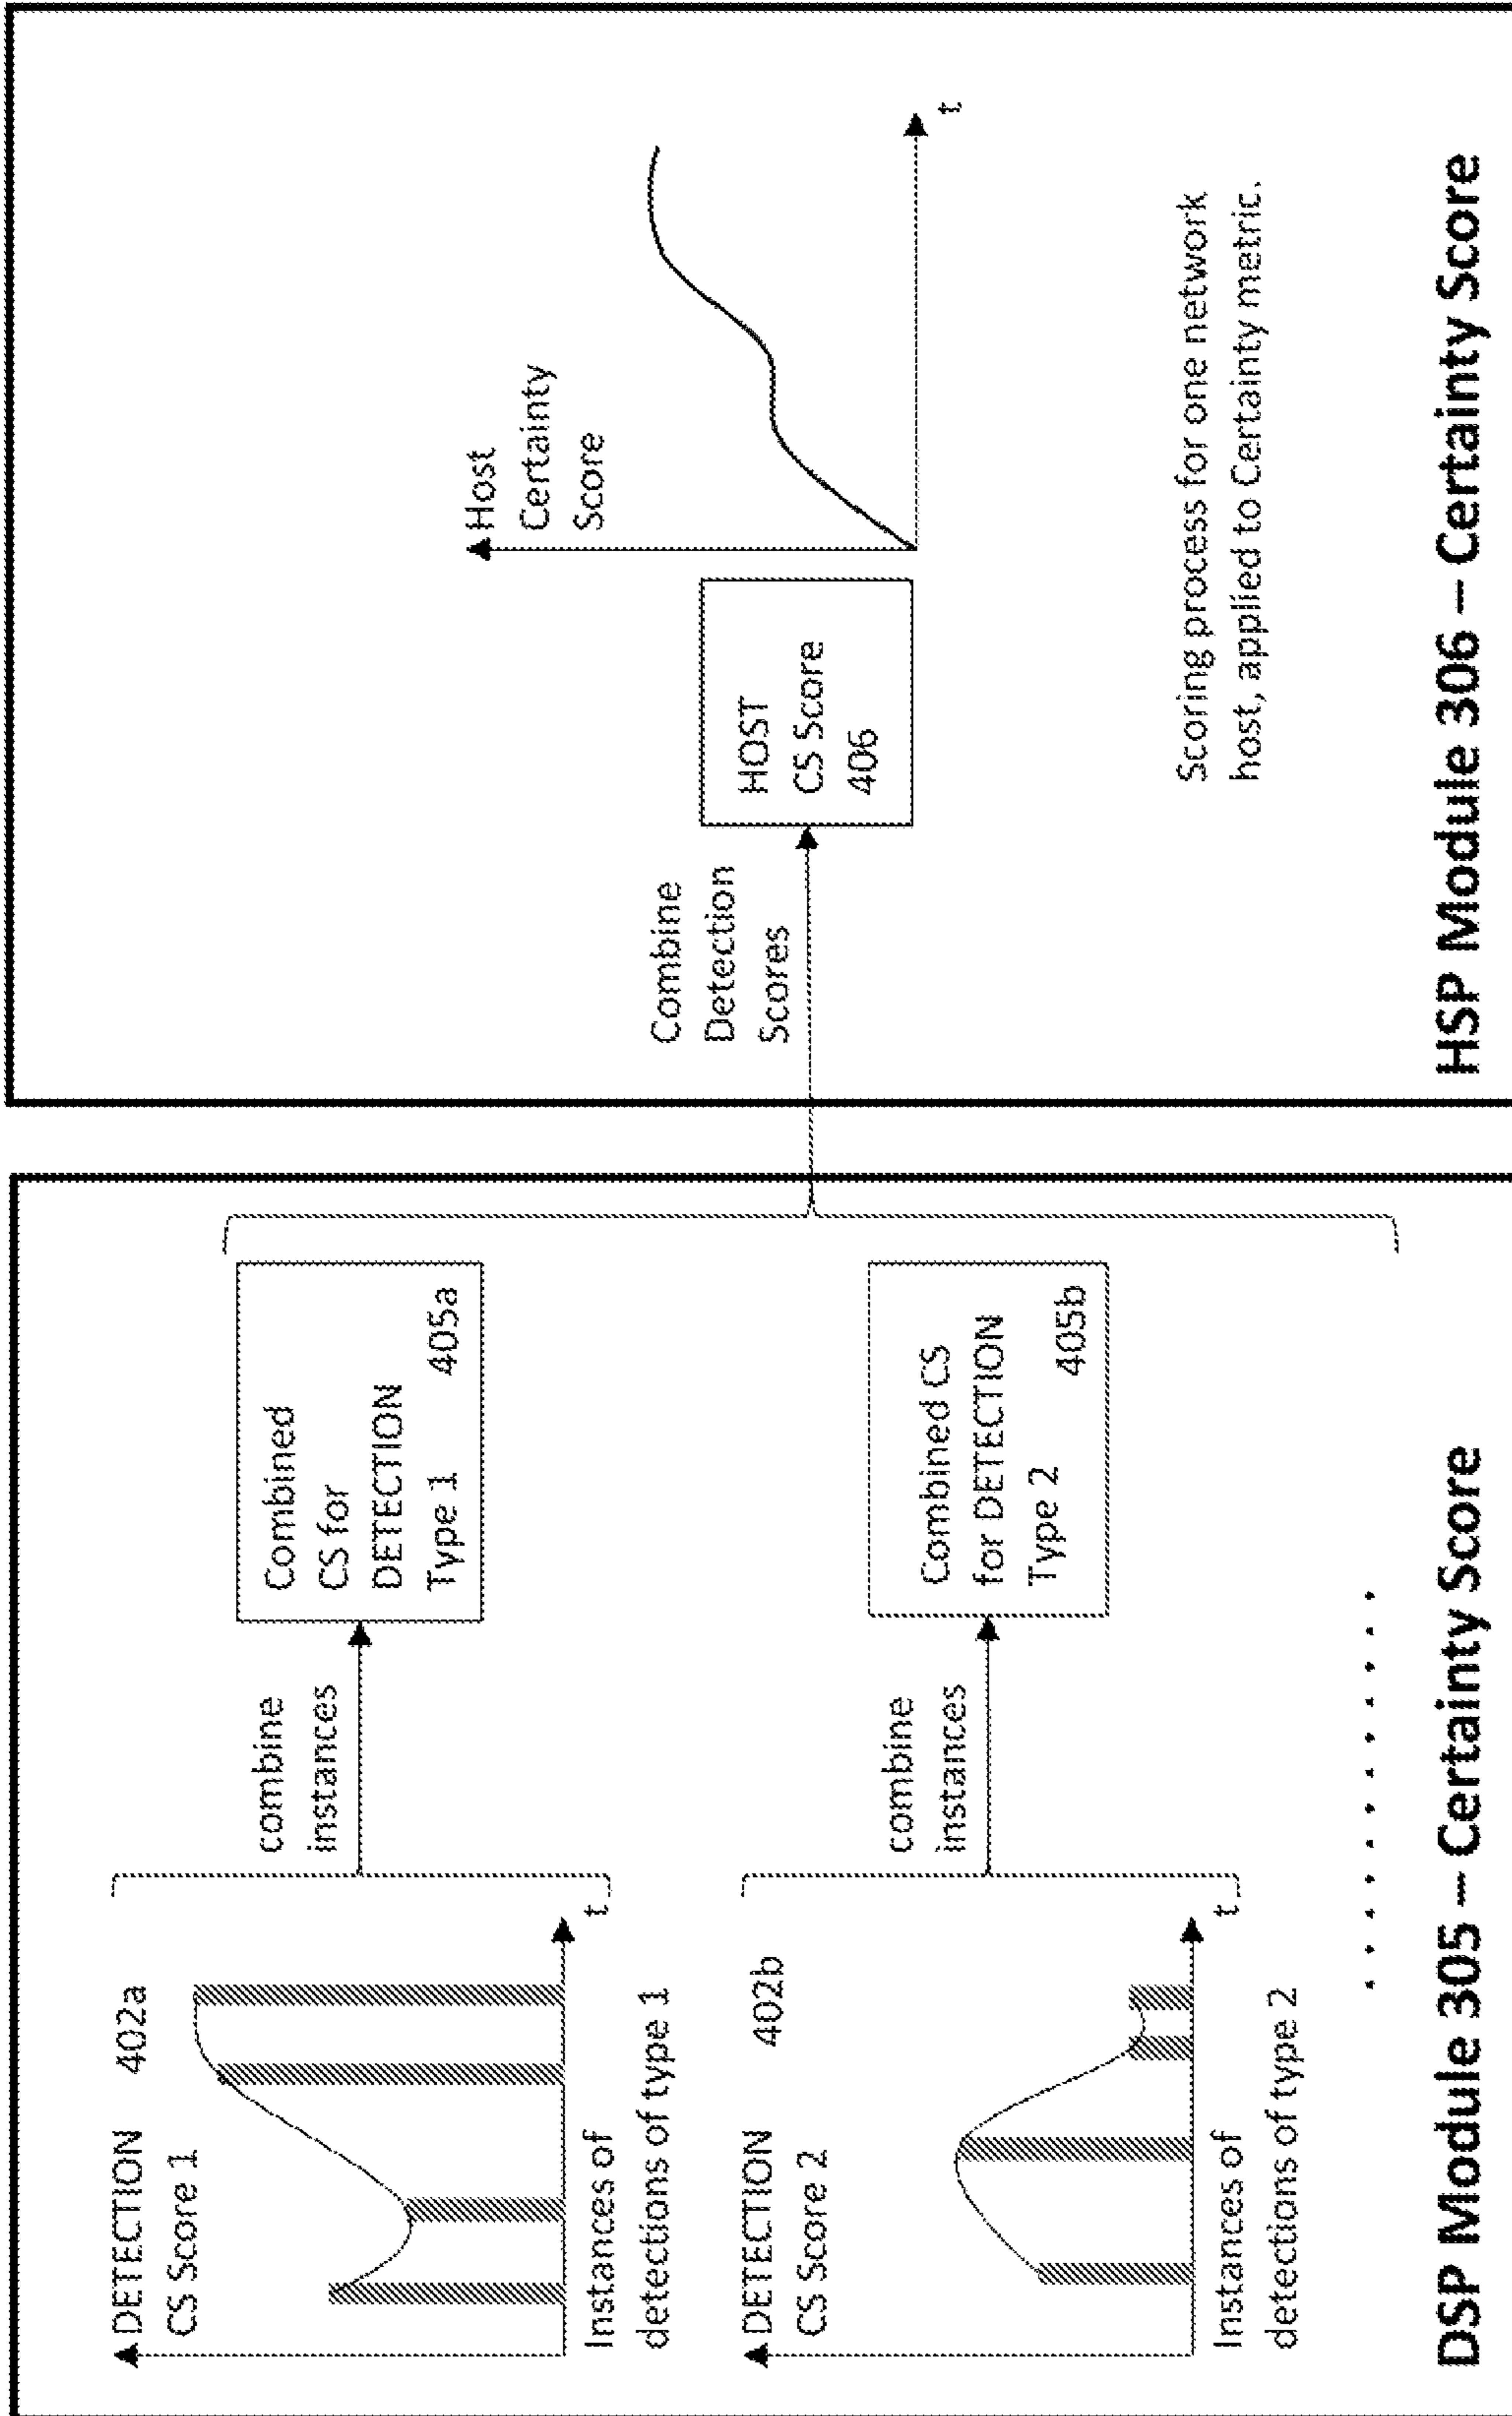 DETECTION 402a
CS Score 1
t
Instances of
detections of type 1
combine
instances
Combined
CS for
DETECTION
Type 1 405a
DETECTION 402b
CS Score 2
t
Instances of
detections of type 2
combine
instances
Combined CS
for DETECTION
Type 2 405b
DSP Module 305 – Certainty Score
Combine
Detection
Scores
HOST
CS Score
406
Host
Certainty
Score
t
Scoring process for one network
host, applied to Certainty metric.
HSP Module 306 – Certainty Score